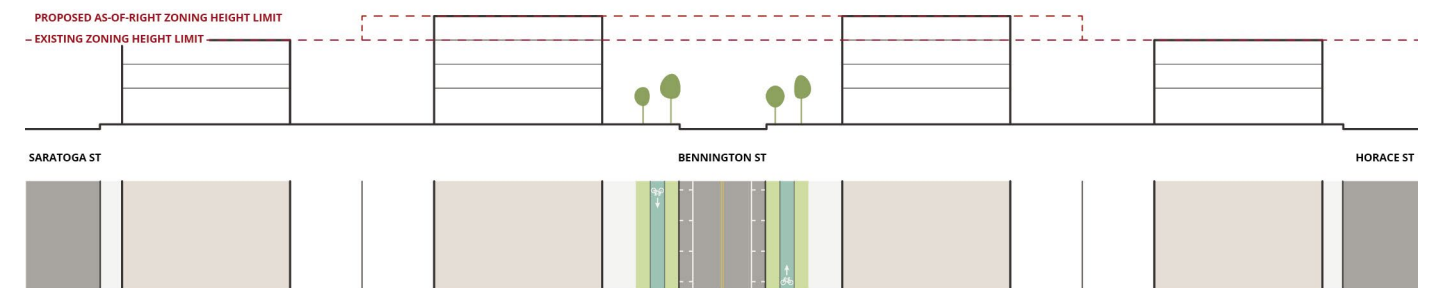 PROPOSED AS-OF-RIGHT ZONING HEIGHT LIMIT
EXISTING ZONING HEIGHT LIMIT
SARATOGA ST
BENNINGTON ST
HORACE ST